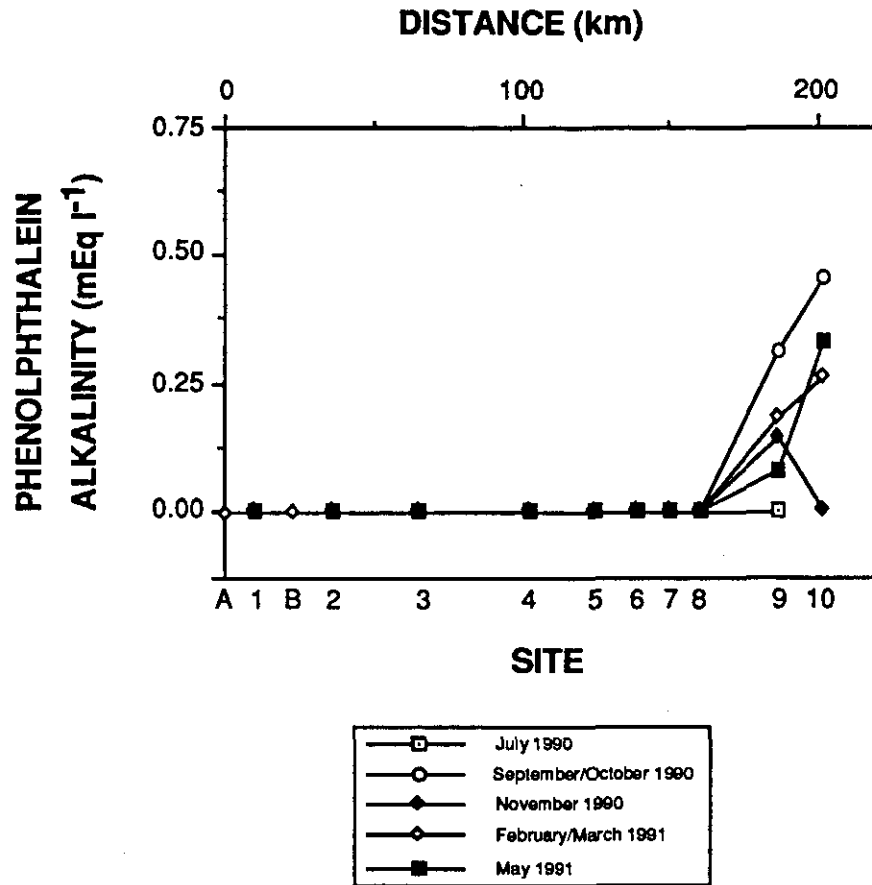 DISTANCE (km)
0 100 200
0.75
0.50
0.25
0.00
PHENOLPHTHALEIN
ALKALINITY (mEq l-1)
A 1 B 2 3 4 5 6 7 8 9 10
SITE
July 1990
September/October 1990
November 1990
February/March 1991
May 1991